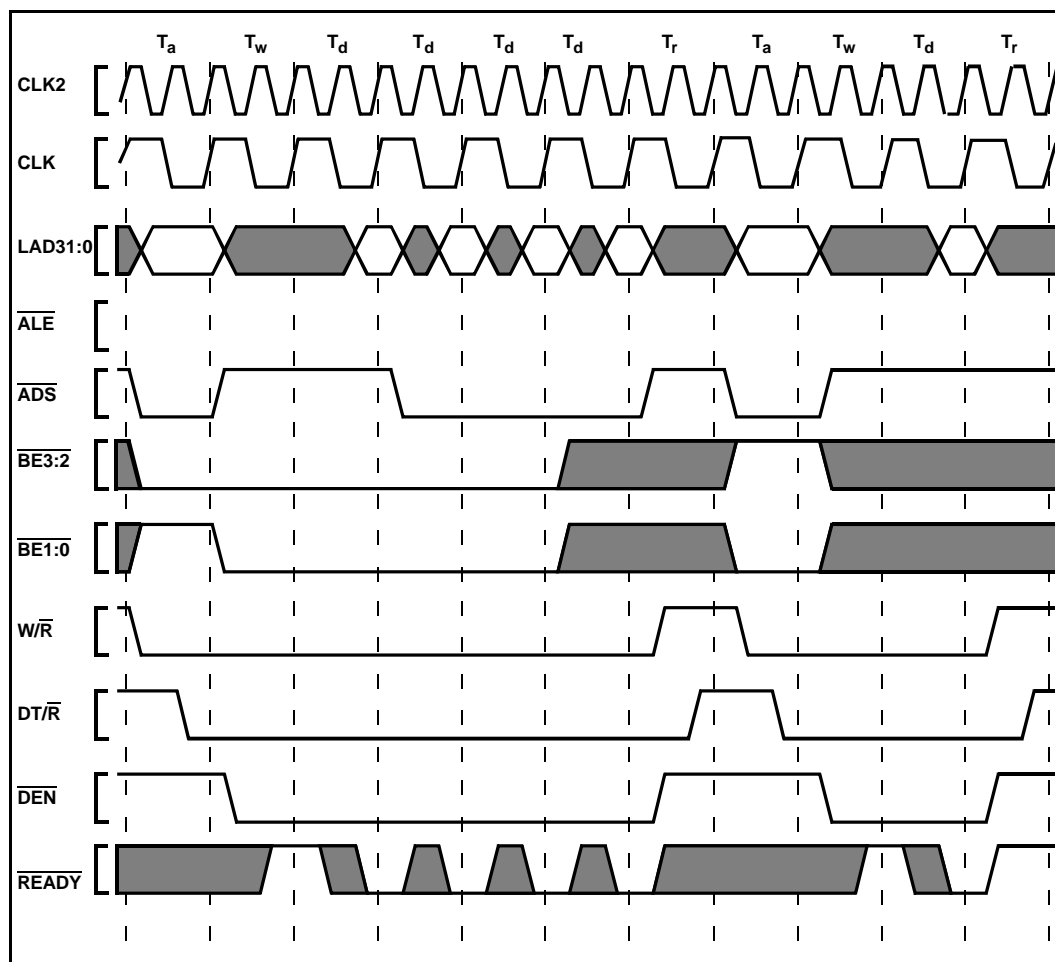 Ta Tw Td Td Td Td Tr Ta Tw Td Tr
CLK2
CLK
LAD31:0
ALE
ADS
BE3:2
BE1:0
W/R
DT/R
DEN
READY